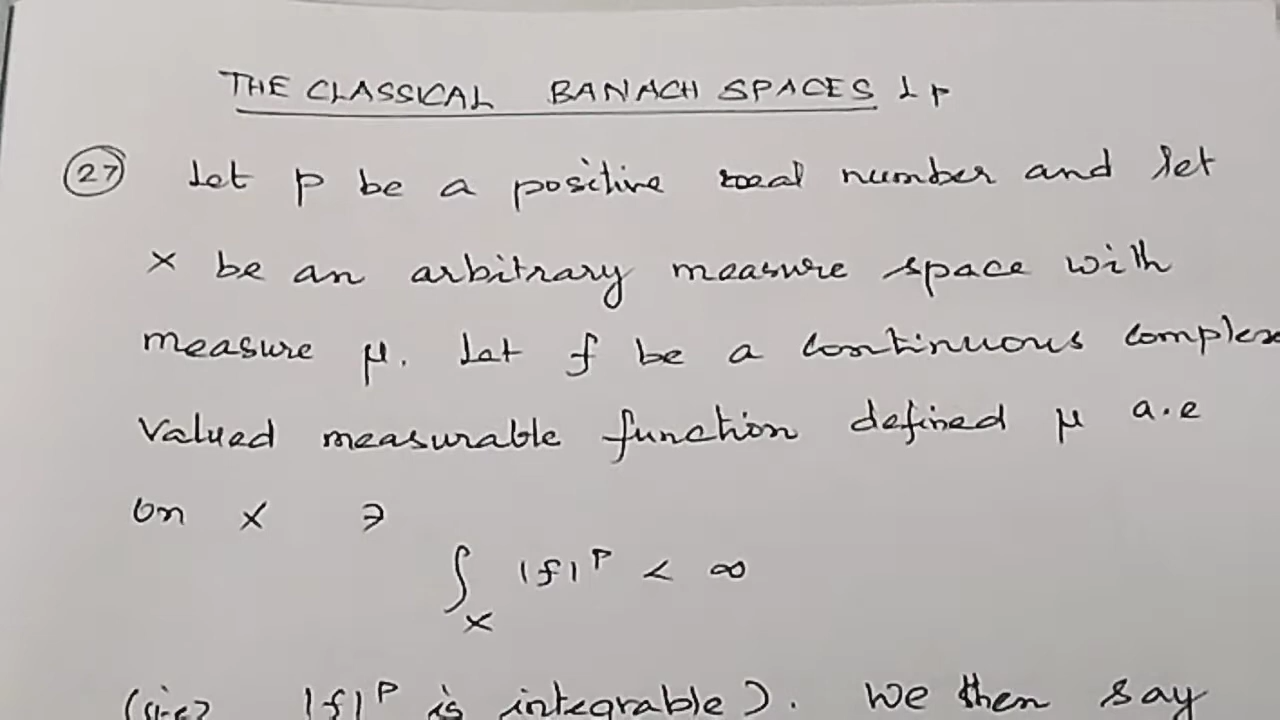 THE CLASSICAL BANACH SPACES Lp
27 Let p be a positive real number and let
X be an arbitrary measure space with
measure μ. Let f be a continuous complex
valued measurable function defined μ a.e
on X ∋
∫_X |f|^p < ∞
(i.e) |f|^p is integrable). We then say